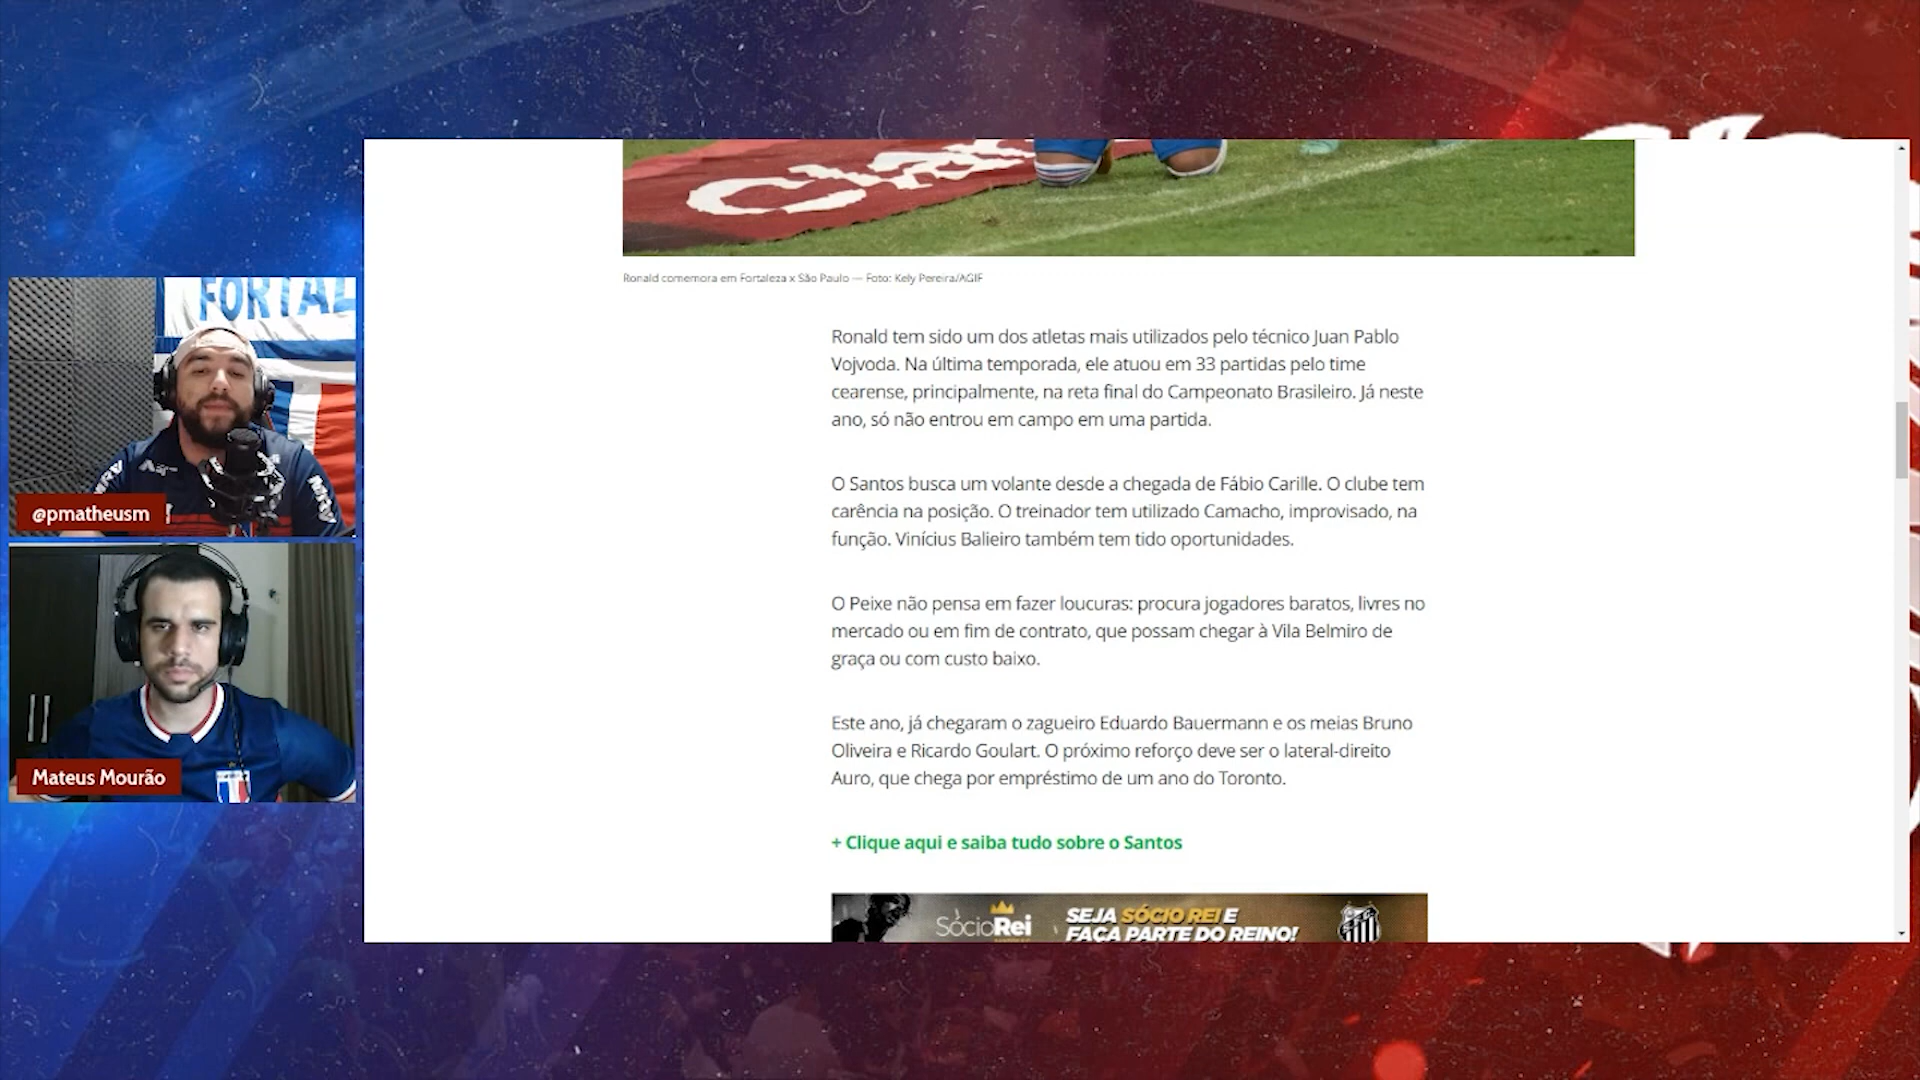 FORTAL
@pmatheusm
Mateus Mourão
Ronald comemora em Fortaleza x São Paulo — Foto: Kely Pereira/AGIF
Ronald tem sido um dos atletas mais utilizados pelo técnico Juan Pablo
Vojvoda. Na última temporada, ele atuou em 33 partidas pelo time
cearense, principalmente, na reta final do Campeonato Brasileiro. Já neste
ano, só não entrou em campo em uma partida.
O Santos busca um volante desde a chegada de Fábio Carille. O clube tem
carência na posição. O treinador tem utilizado Camacho, improvisado, na
função. Vinícius Balieiro também tem tido oportunidades.
O Peixe não pensa em fazer loucuras: procura jogadores baratos, livres no
mercado ou em fim de contrato, que possam chegar à Vila Belmiro de
graça ou com custo baixo.
Este ano, já chegaram o zagueiro Eduardo Bauermann e os meias Bruno
Oliveira e Ricardo Goulart. O próximo reforço deve ser o lateral-direito
Auro, que chega por empréstimo de um ano do Toronto.
+ Clique aqui e saiba tudo sobre o Santos
SócioRei
SEJA SÓCIO REI E
FAÇA PARTE DO REINO!